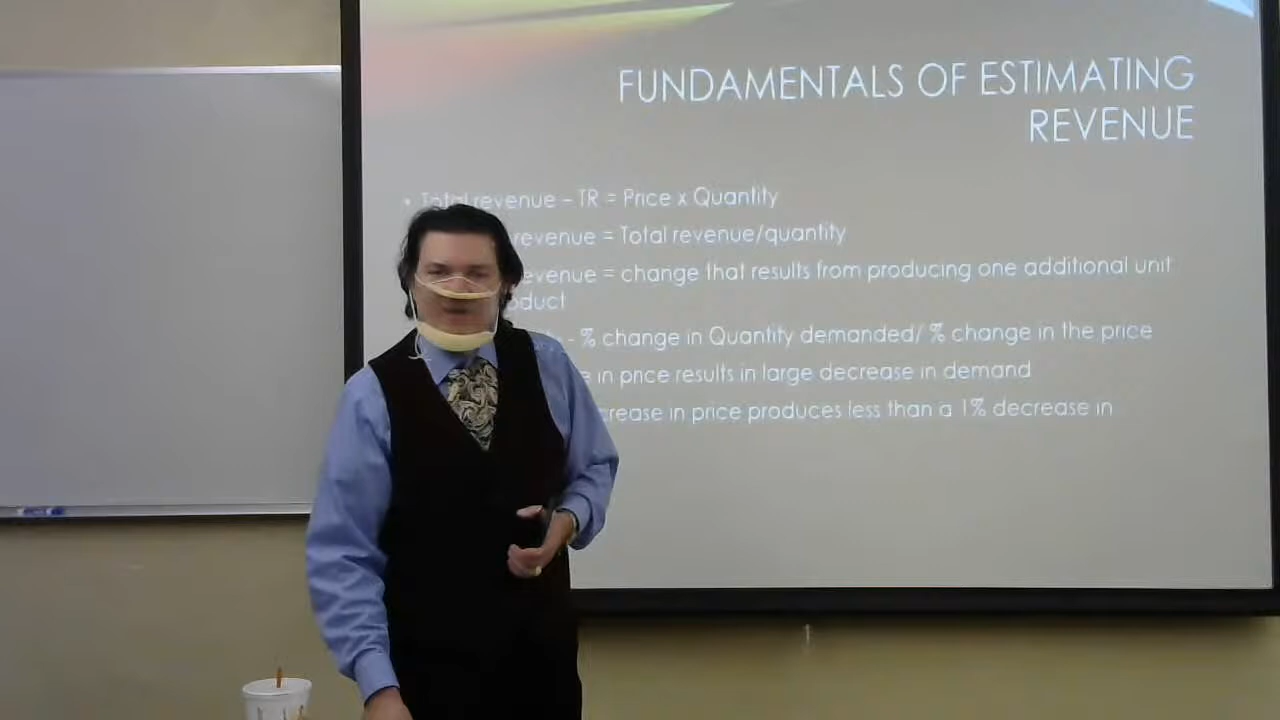 FUNDAMENTALS OF ESTIMATING
REVENUE
• Total revenue – TR = Price x Quantity
revenue = Total revenue/quantity
evenue = change that results from producing one additional unit
oduct
- % change in Quantity demanded/ % change in the price
e in price results in large decrease in demand
crease in price produces less than a 1% decrease in